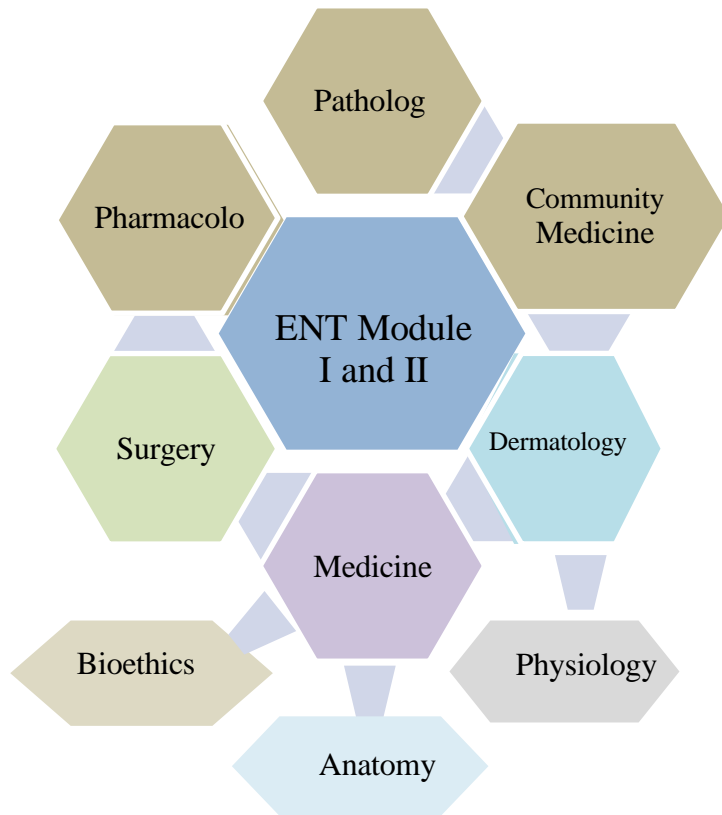 Patholog
Community
Medicine
Pharmacolo
ENT Module
I and II
Surgery
Dermatology
Medicine
Bioethics
Physiology
Anatomy